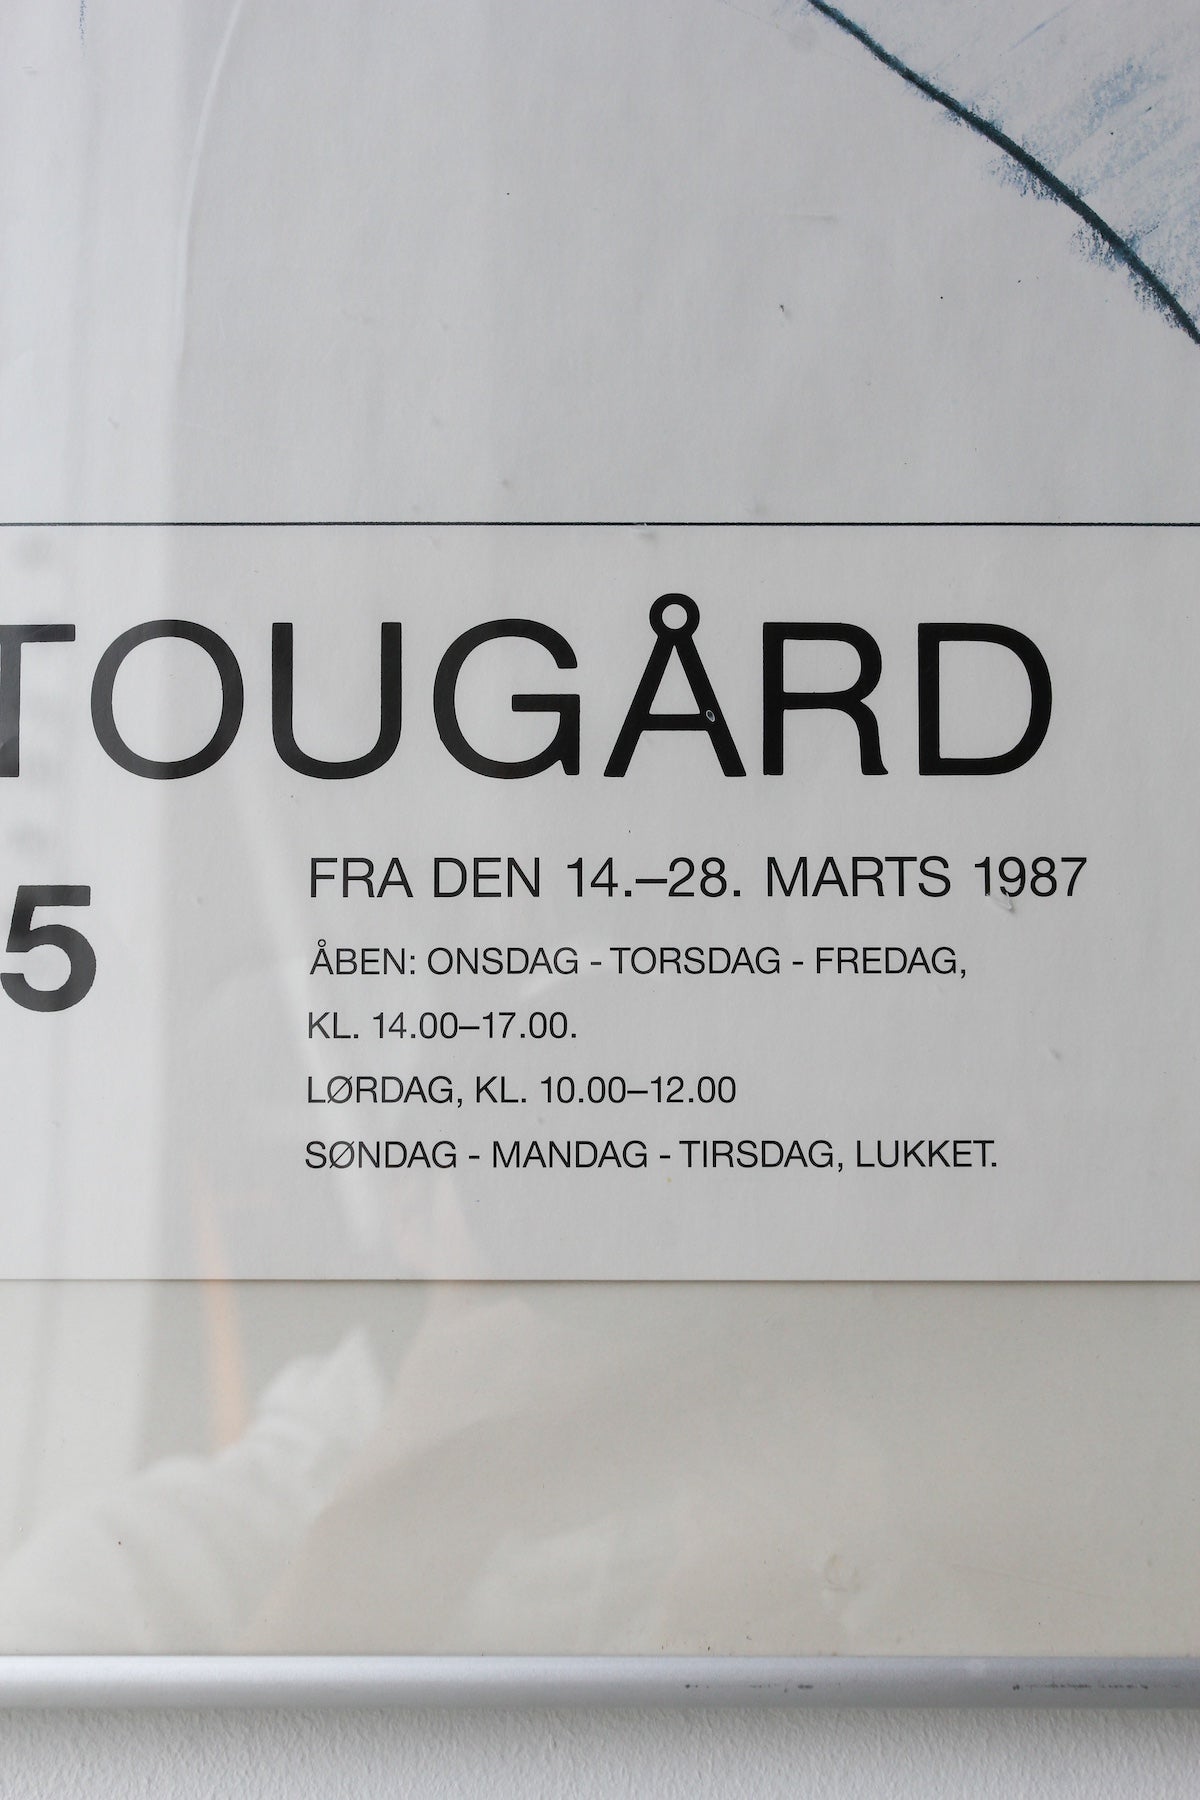 TOUGÅRD
5
FRA DEN 14.–28. MARTS 1987
ÅBEN: ONSDAG - TORSDAG - FREDAG,
KL. 14.00–17.00.
LØRDAG, KL. 10.00–12.00
SØNDAG - MANDAG - TIRSDAG, LUKKET.